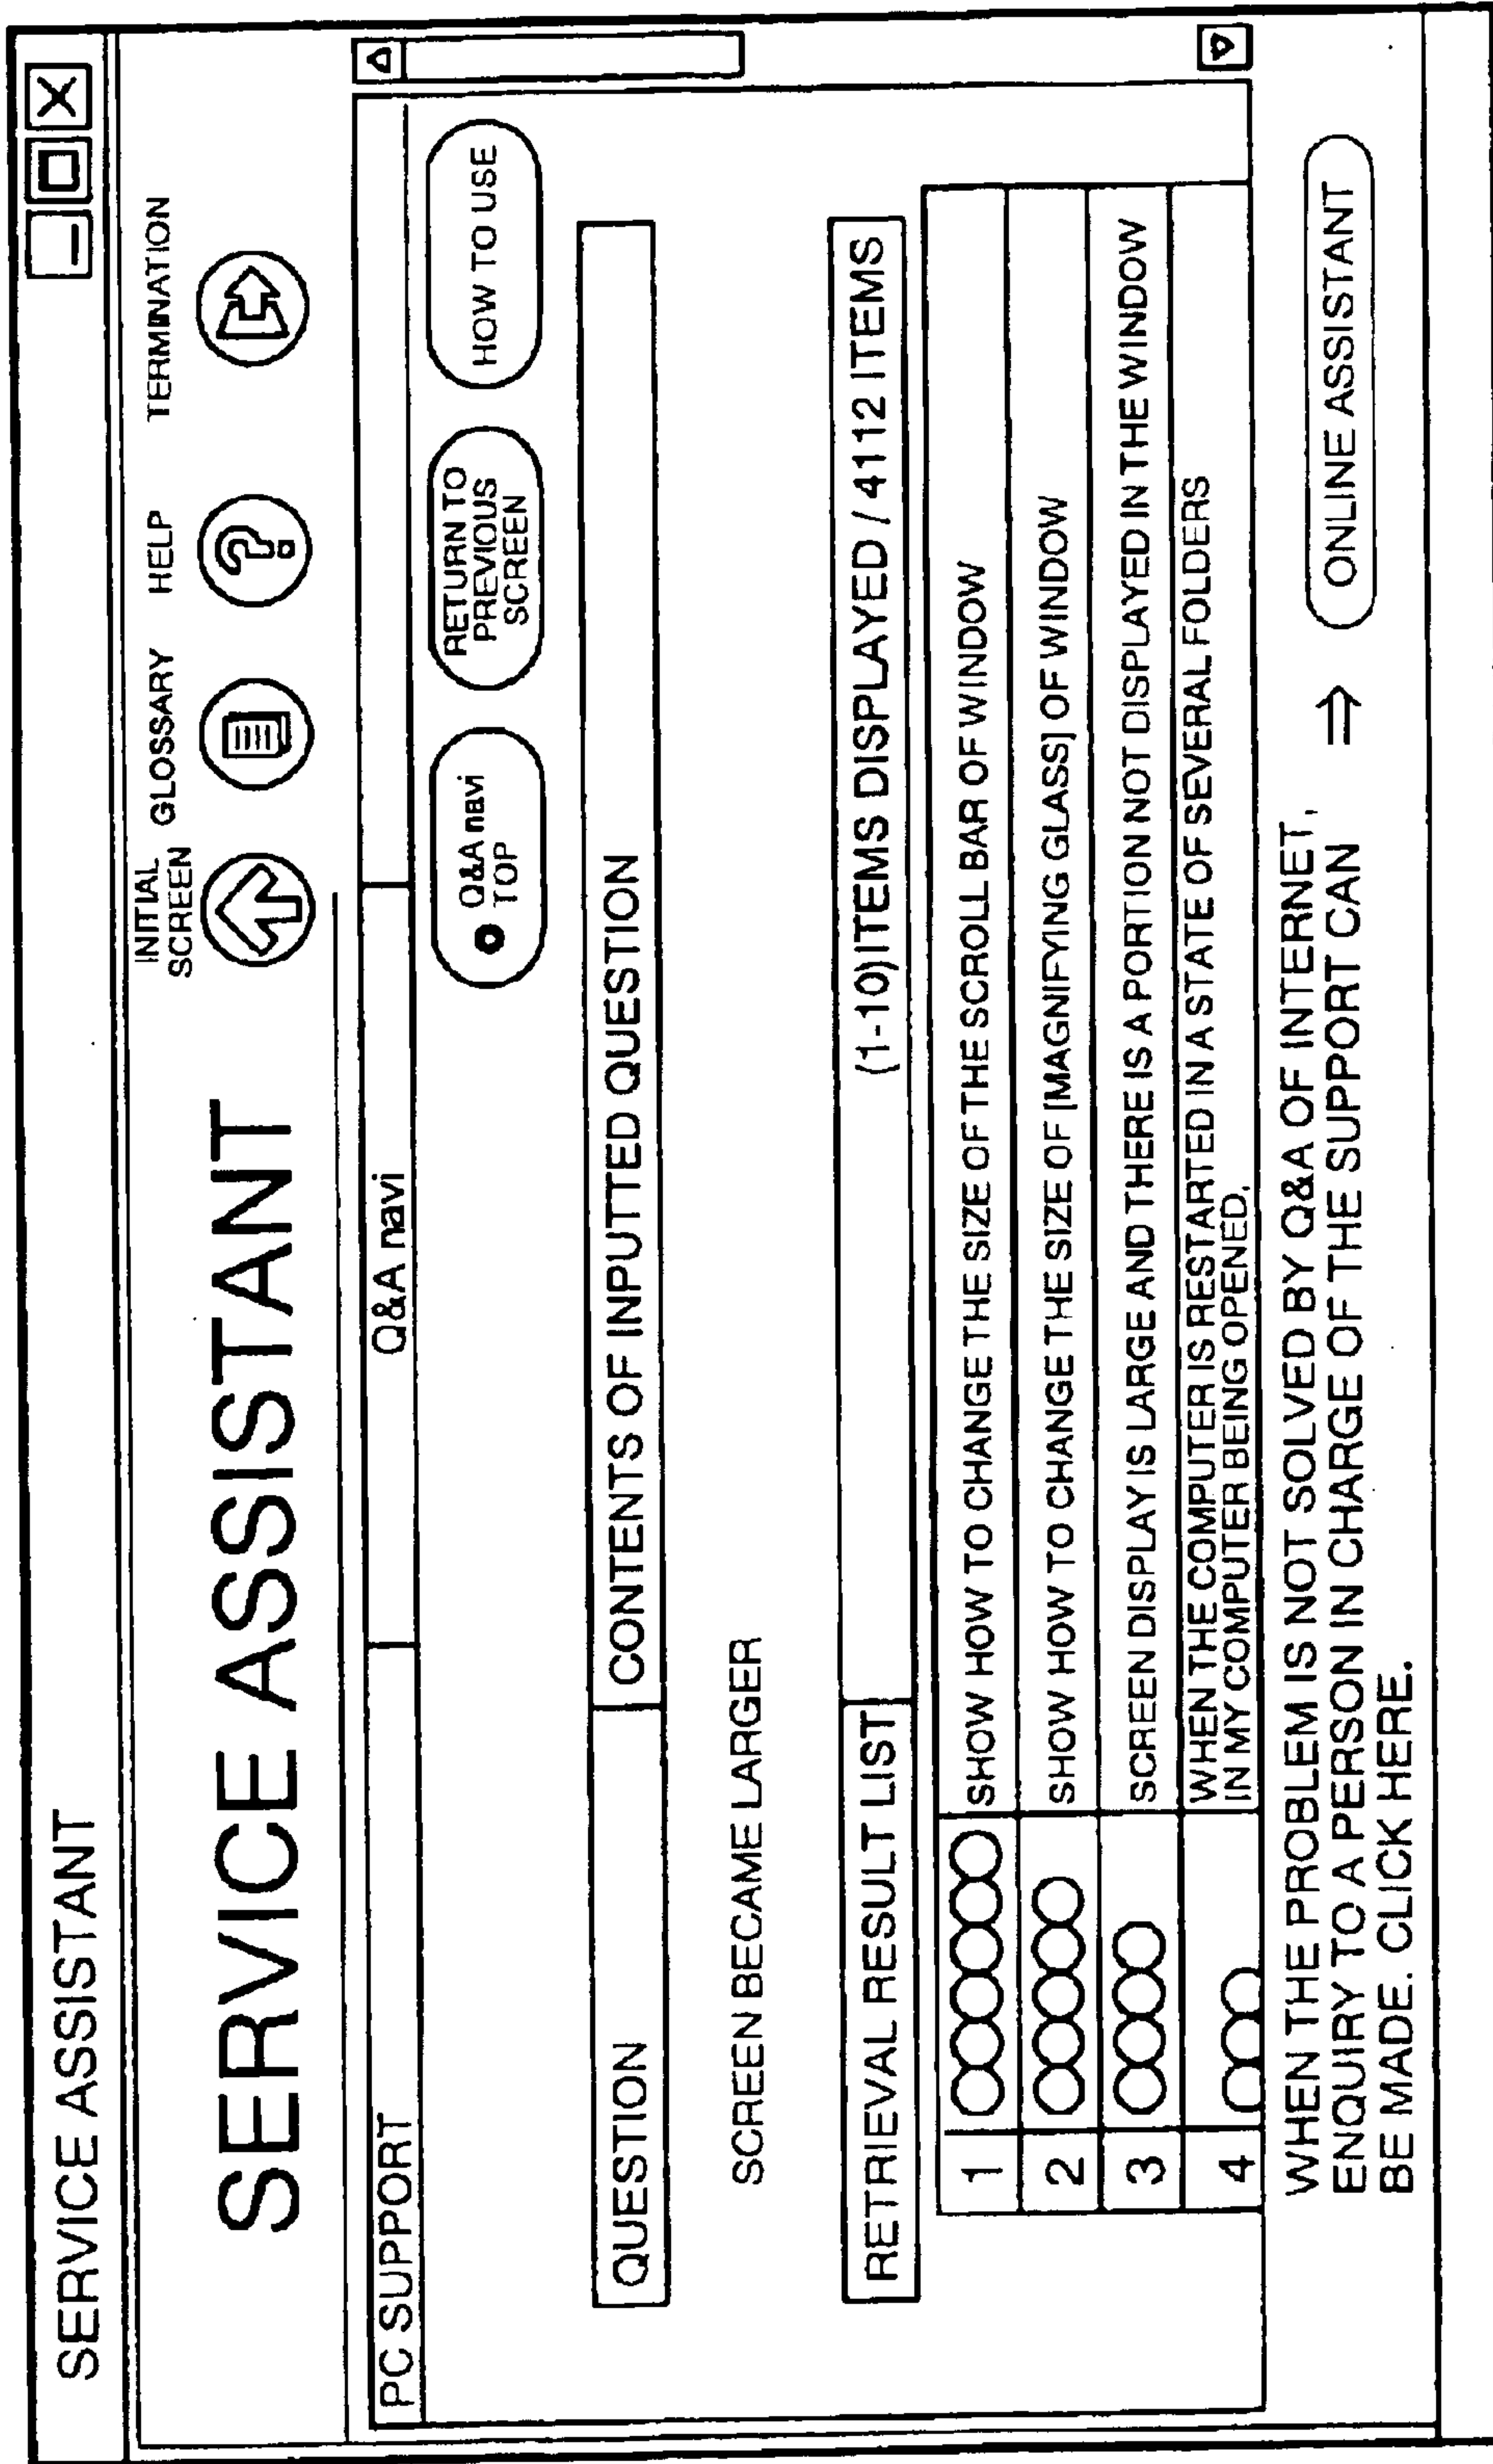 SERVICE ASSISTANT
INITIAL
SCREEN
GLOSSARY
HELP
TERMINATION
SERVICE ASSISTANT
PC SUPPORT
Q&A navi
Q&A navi
TOP
RETURN TO
PREVIOUS
SCREEN
HOW TO USE
QUESTION
CONTENTS OF INPUTTED QUESTION
SCREEN BECAME LARGER
RETRIEVAL RESULT LIST
(1-10)ITEMS DISPLAYED / 4112 ITEMS
1 SHOW HOW TO CHANGE THE SIZE OF THE SCROLL BAR OF WINDOW
2 SHOW HOW TO CHANGE THE SIZE OF [MAGNIFYING GLASS] OF WINDOW
3 SCREEN DISPLAY IS LARGE AND THERE IS A PORTION NOT DISPLAYED IN THE WINDOW
4 WHEN THE COMPUTER IS RESTARTED IN A STATE OF SEVERAL FOLDERS
IN MY COMPUTER BEING OPENED,
WHEN THE PROBLEM IS NOT SOLVED BY Q&A OF INTERNET,
ENQUIRY TO A PERSON IN CHARGE OF THE SUPPORT CAN
BE MADE. CLICK HERE.
⇒ ONLINE ASSISTANT